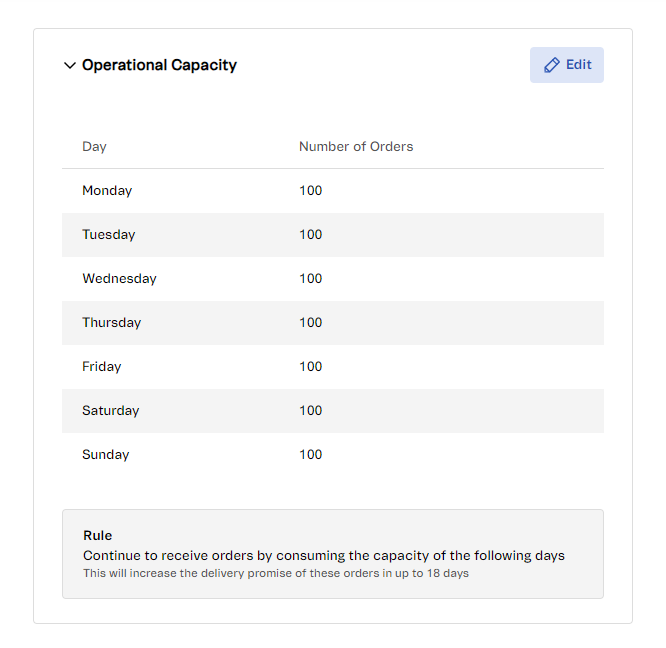 Operational Capacity
Edit
Day Number of Orders
Monday 100
Tuesday 100
Wednesday 100
Thursday 100
Friday 100
Saturday 100
Sunday 100
Rule
Continue to receive orders by consuming the capacity of the following days
This will increase the delivery promise of these orders in up to 18 days